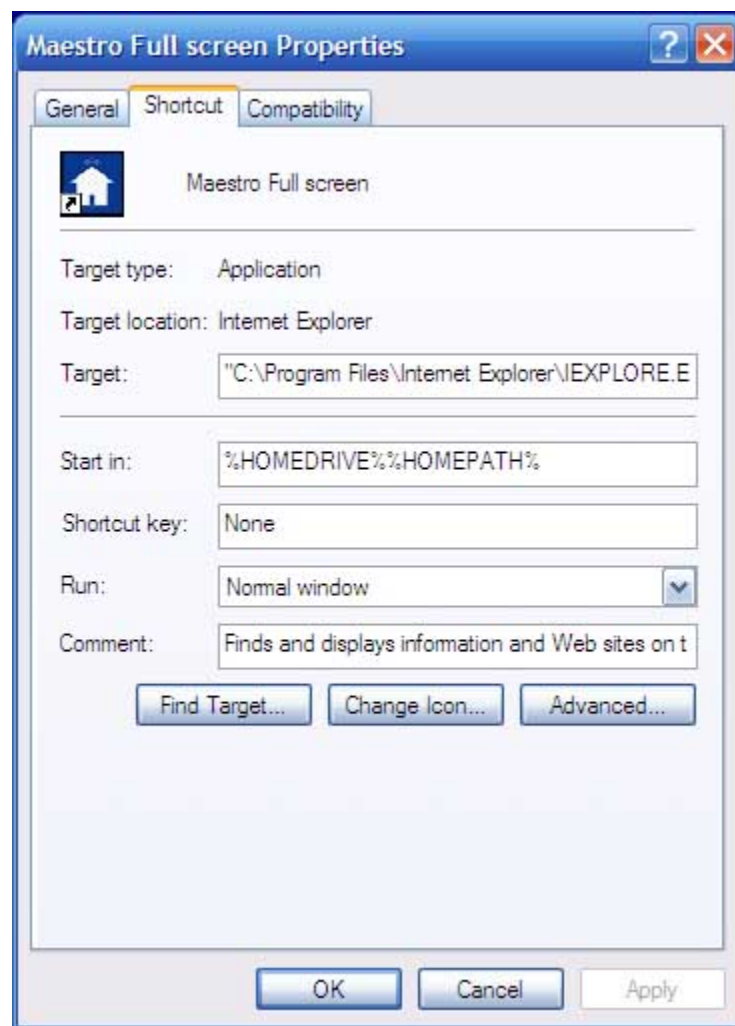 Maestro Full screen Properties
General Shortcut Compatibility
Maestro Full screen
Target type: Application
Target location: Internet Explorer
Target: "C:\Program Files\Internet Explorer\IEXPLORE.E
Start in: %HOMEDRIVE%%HOMEPATH%
Shortcut key: None
Run: Normal window
Comment: Finds and displays information and Web sites on t
Find Target... Change Icon... Advanced...
OK Cancel Apply